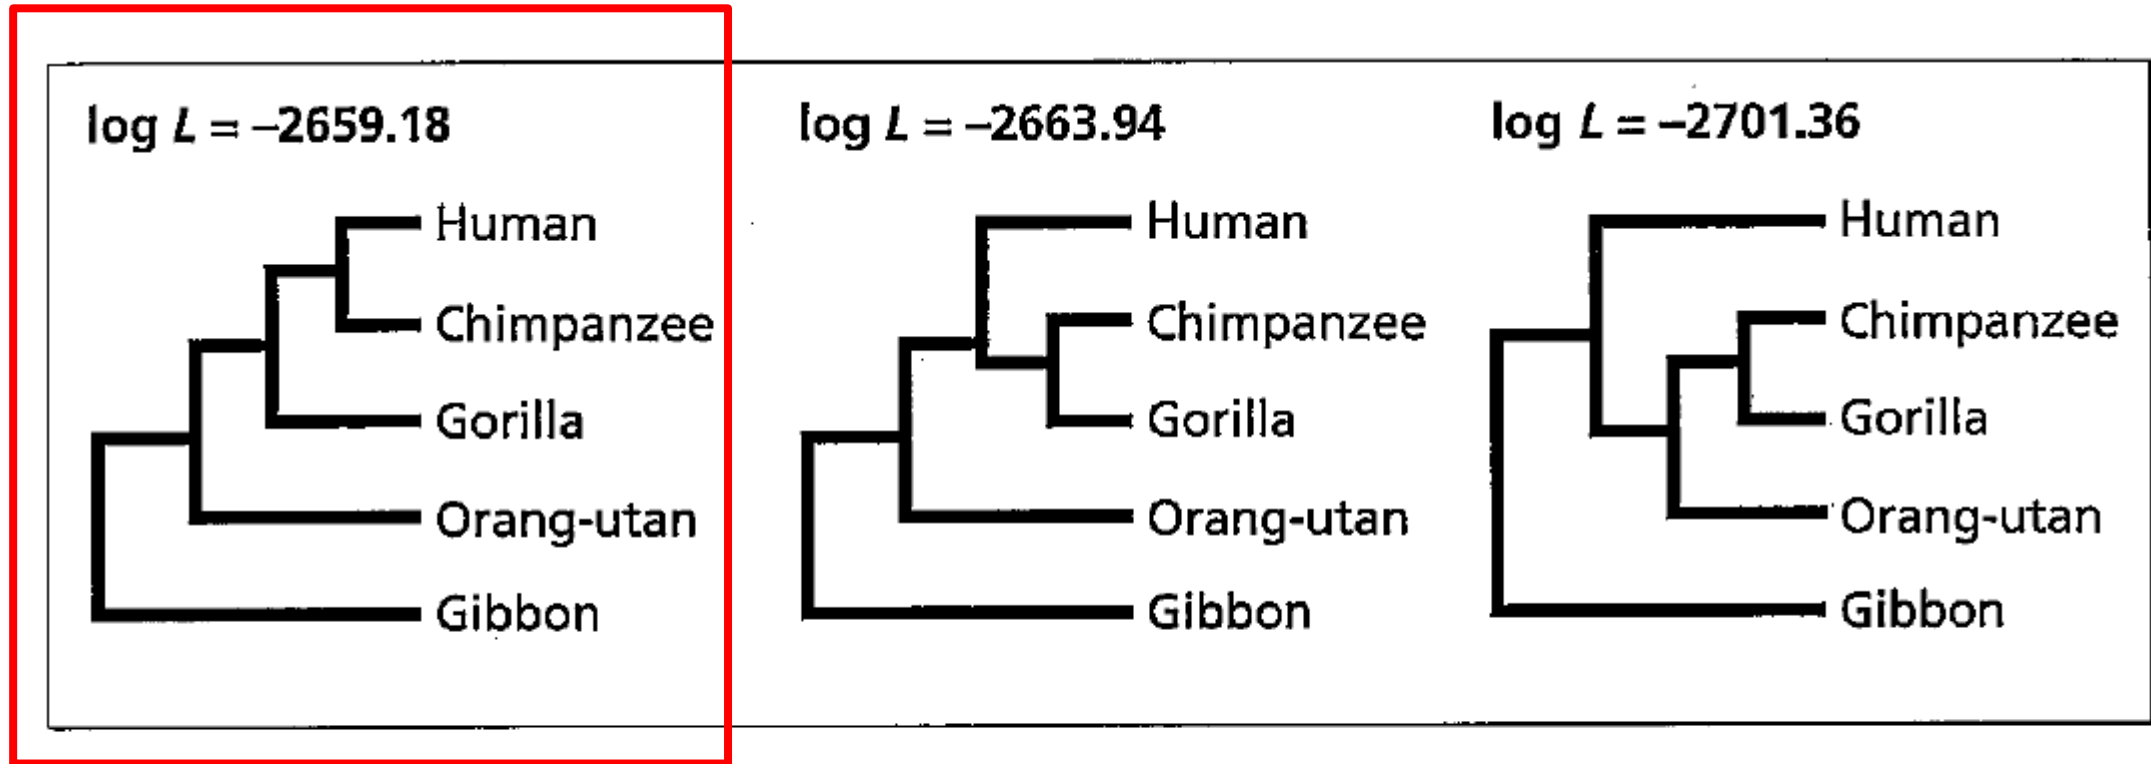 log L = –2659.18
Human
Chimpanzee
Gorilla
Orang-utan
Gibbon
log L = –2663.94
Human
Chimpanzee
Gorilla
Orang-utan
Gibbon
log L = –2701.36
Human
Chimpanzee
Gorilla
Orang-utan
Gibbon